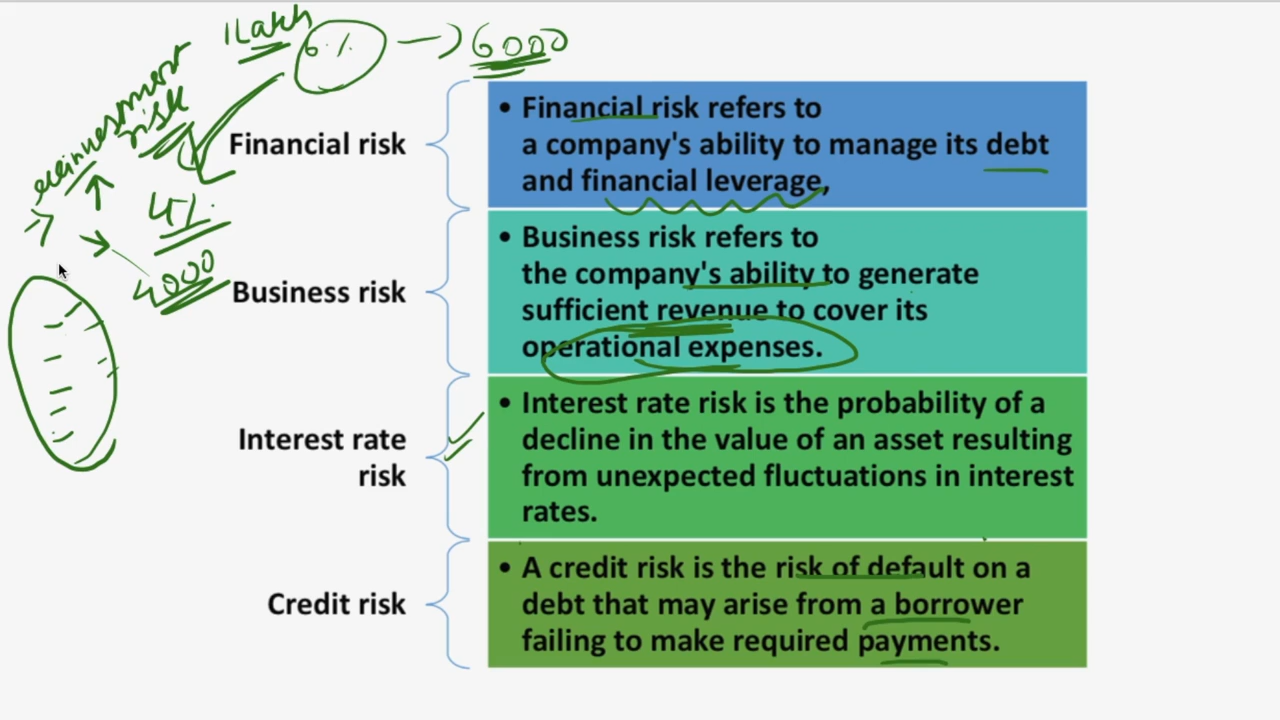 1Lakh 6% → 6000
reinvestment
risk
4%
4000
Financial risk
• Financial risk refers to
a company's ability to manage its debt
and financial leverage,
Business risk
• Business risk refers to
the company's ability to generate
sufficient revenue to cover its
operational expenses.
Interest rate
risk
• Interest rate risk is the probability of a
decline in the value of an asset resulting
from unexpected fluctuations in interest
rates.
Credit risk
• A credit risk is the risk of default on a
debt that may arise from a borrower
failing to make required payments.